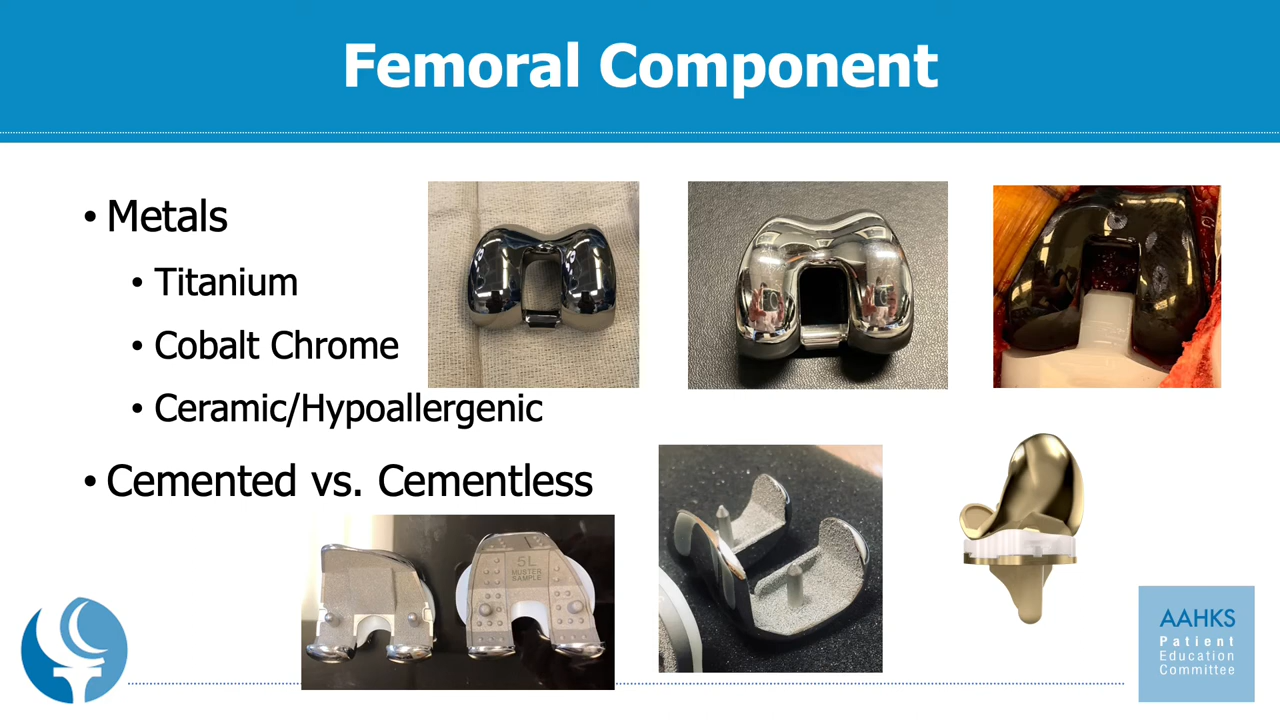 Femoral Component
• Metals
• Titanium
• Cobalt Chrome
• Ceramic/Hypoallergenic
• Cemented vs. Cementless
5L
MUSTER
SAMPLE
AAHKS
Patient
Education
Committee